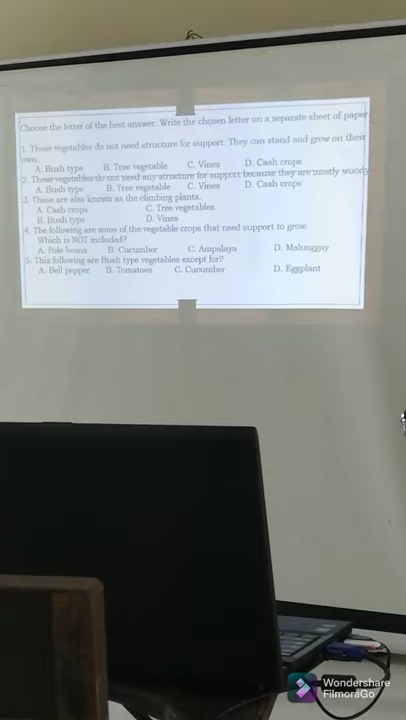 Choose the letter of the best answer. Write the chosen letter on a separate sheet of paper
1. These vegetables do not need structure for support. They can stand and grow on their
own.
A. Bush type B. Tree vegetable C. Vines D. Cash crops
2. These vegetables do not need any structure for support because they are mostly woody
A. Bush type B. Tree vegetable C. Vines D. Cash crops
3. These are also known as the climbing plants.
A. Cash crops C. Tree vegetables
B. Bush type D. Vines
4. The following are some of the vegetable crops that need support to grow.
Which is NOT included?
A. Pole beans B. Cucumber C. Ampalaya D. Malunggay
5. This following are Bush type vegetables except for?
A. Bell pepper B. Tomatoes C. Cucumber D. Eggplant
Wondershare
FilmoraGo